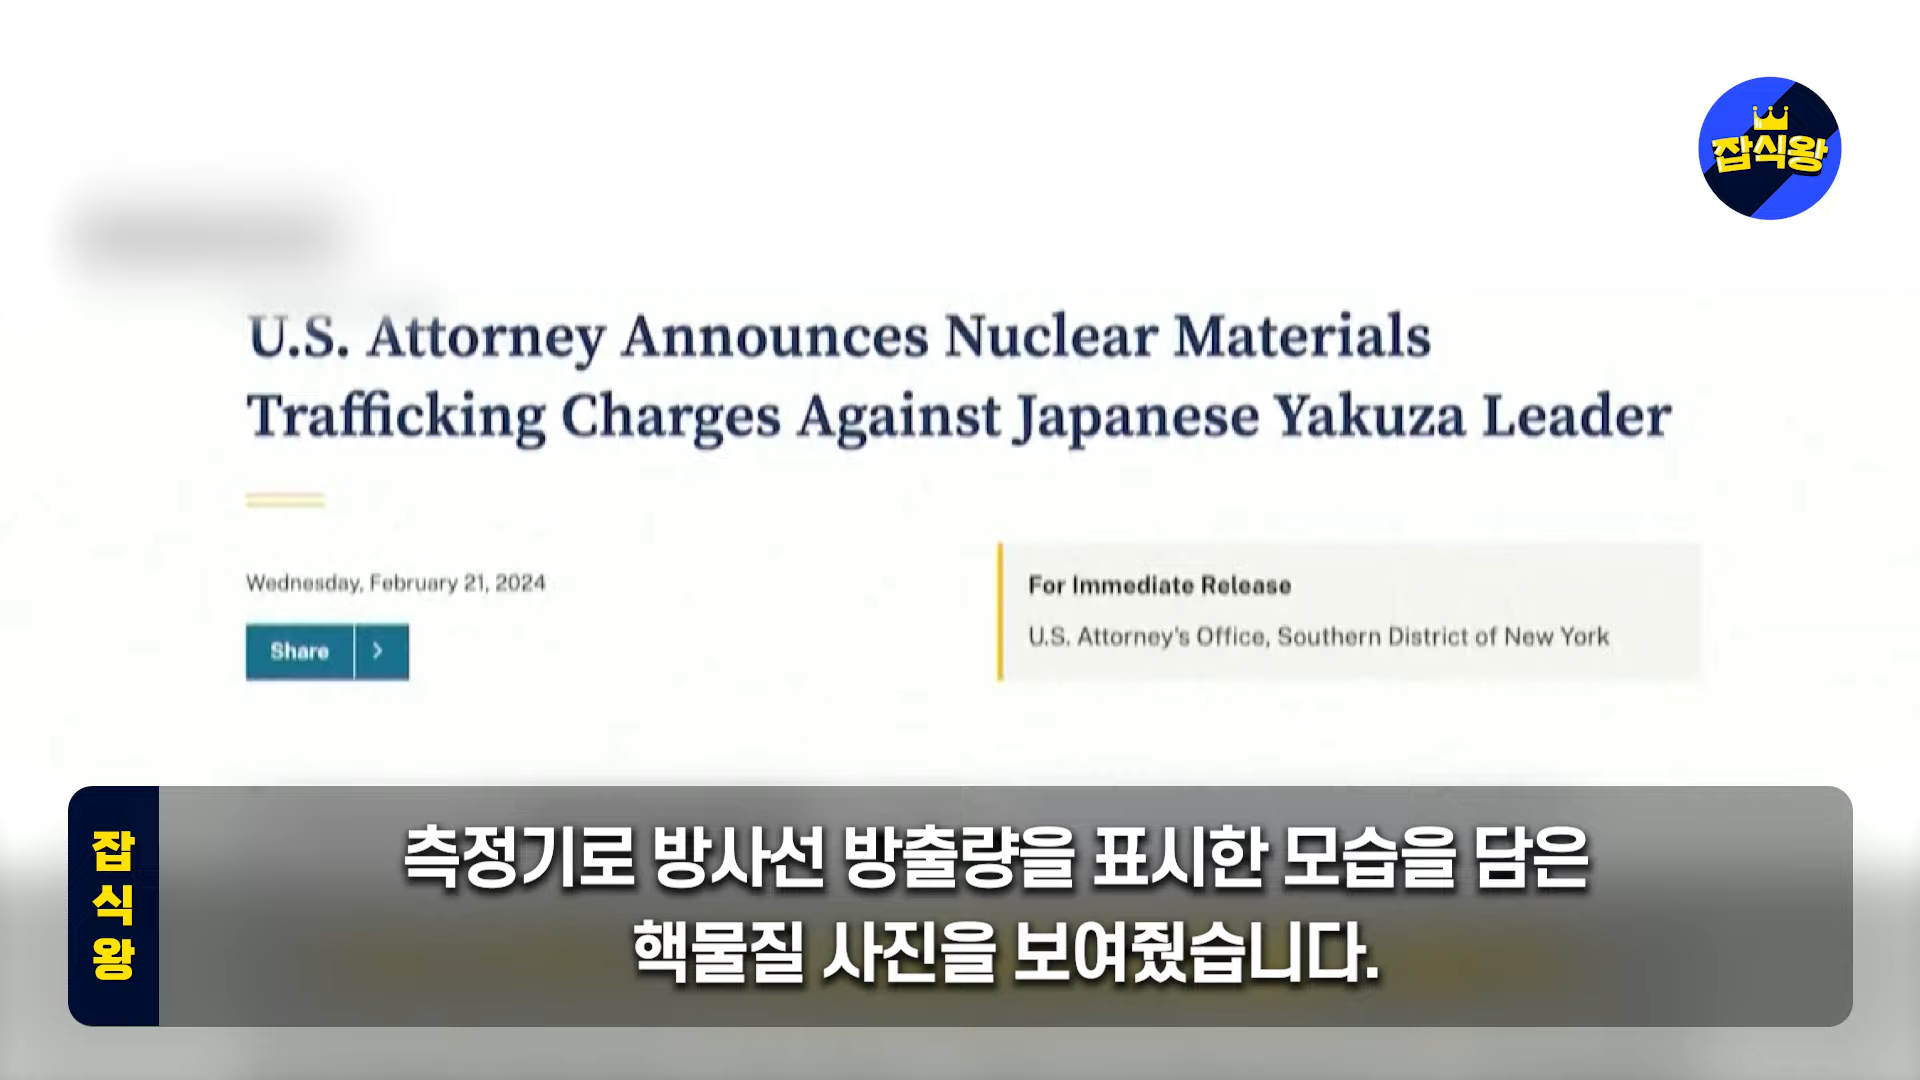 잡식왕
U.S. Attorney Announces Nuclear Materials
Trafficking Charges Against Japanese Yakuza Leader
Wednesday, February 21, 2024
Share
For Immediate Release
U.S. Attorney's Office, Southern District of New York
잡식왕
측정기로 방사선 방출량을 표시한 모습을 담은
핵물질 사진을 보여줬습니다.